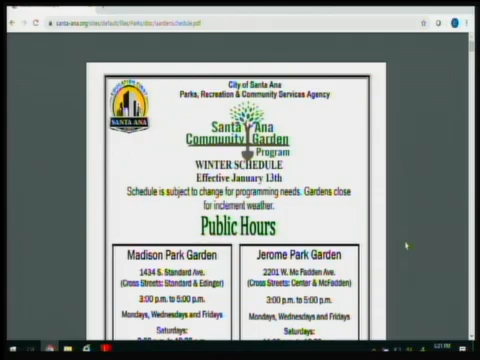 City of Santa Ana
Parks, Recreation & Community Services Agency
SANTA ANA
Santa Ana
Community Garden
Program
WINTER SCHEDULE
Effective January 13th
Schedule is subject to change for programming needs. Gardens close
for inclement weather.
Public Hours
Madison Park Garden
1434 S. Standard Ave.
(Cross Streets: Standard & Edinger)
3:00 p.m. to 5:00 p.m.
Mondays, Wednesdays and Fridays
Saturdays:
Jerome Park Garden
2201 W. Mc Fadden Ave.
(Cross Streets: Center & McFadden)
3:00 p.m. to 5:00 p.m.
Mondays, Wednesdays and Fridays
Saturdays: